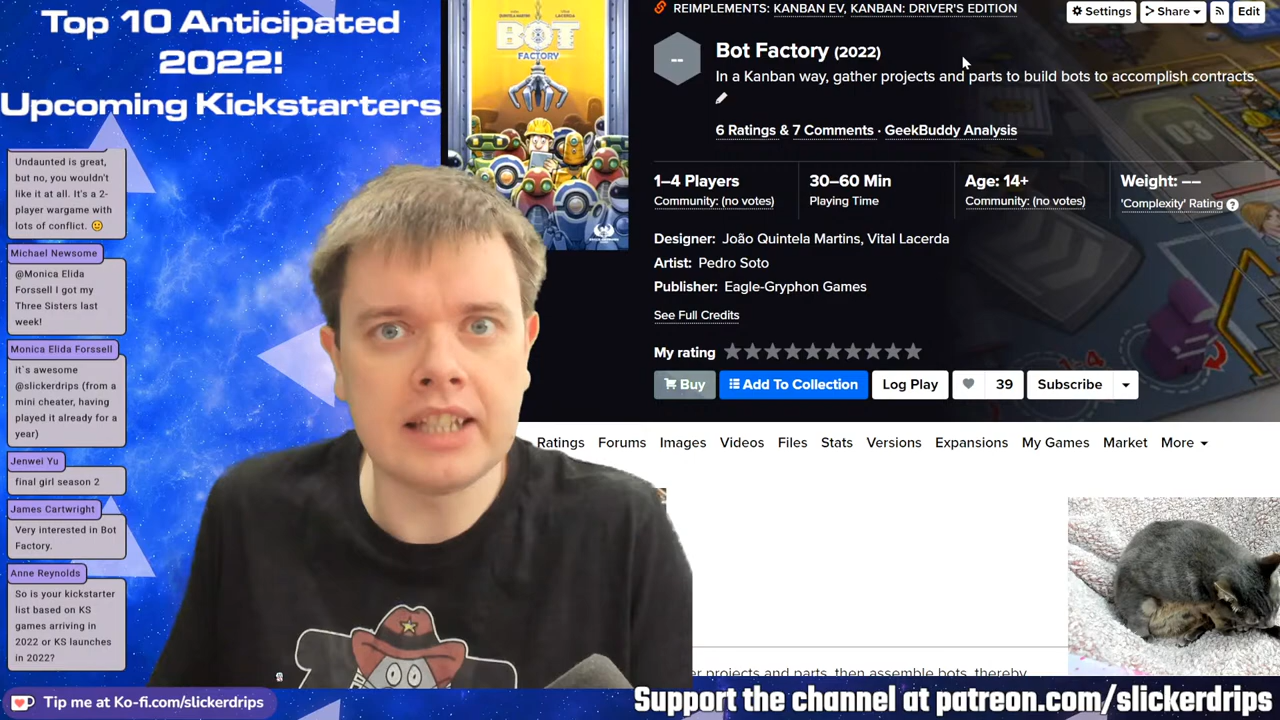 Top 10 Anticipated
2022!
Upcoming Kickstarters
Undaunted is great,
but no, you wouldn't
like it at all. It's a 2-
player wargame with
lots of conflict. 🙂
Michael Newsome
@Monica Elida
Forssell I got my
Three Sisters last
week!
Monica Elida Forssell
it`s awesome
@slickerdrips (from a
mini cheater, having
played it already for a
year)
Jenwei Yu
final girl season 2
James Cartwright
Very interested in Bot
Factory.
Anne Reynolds
So is your kickstarter
list based on KS
games arriving in
2022 or KS launches
in 2022?
Tip me at Ko-fi.com/slickerdrips
BOT
FACTORY
REIMPLEMENTS: KANBAN EV, KANBAN: DRIVER'S EDITION
Settings Share Edit
-- Bot Factory (2022)
In a Kanban way, gather projects and parts to build bots to accomplish contracts.
6 Ratings & 7 Comments · GeekBuddy Analysis
1–4 Players 30–60 Min Age: 14+ Weight: --
Community: (no votes) Playing Time Community: (no votes) 'Complexity' Rating ?
Designer: João Quintela Martins, Vital Lacerda
Artist: Pedro Soto
Publisher: Eagle-Gryphon Games
See Full Credits
My rating
Buy Add To Collection Log Play 39 Subscribe
Ratings Forums Images Videos Files Stats Versions Expansions My Games Market More
er projects and parts, then assemble bots, thereby
Support the channel at patreon.com/slickerdrips